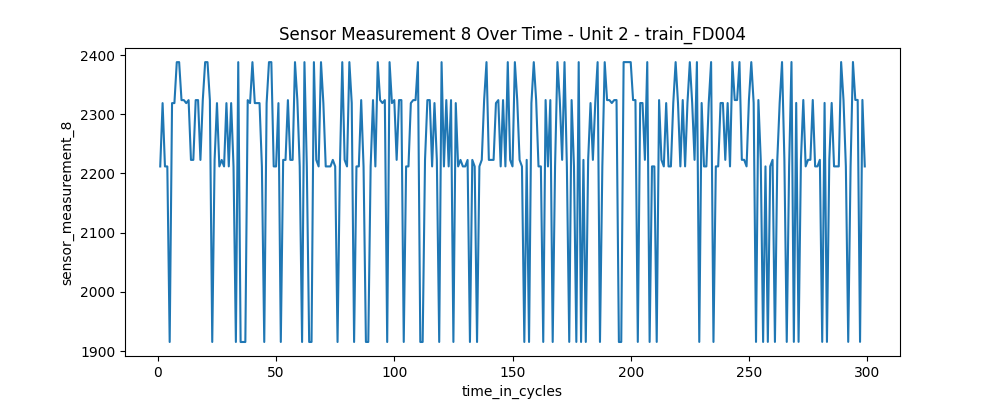 Sensor Measurement 8 Over Time - Unit 2 - train_FD004
sensor_measurement_8
2400
2300
2200
2100
2000
1900
0 50 100 150 200 250 300
time_in_cycles